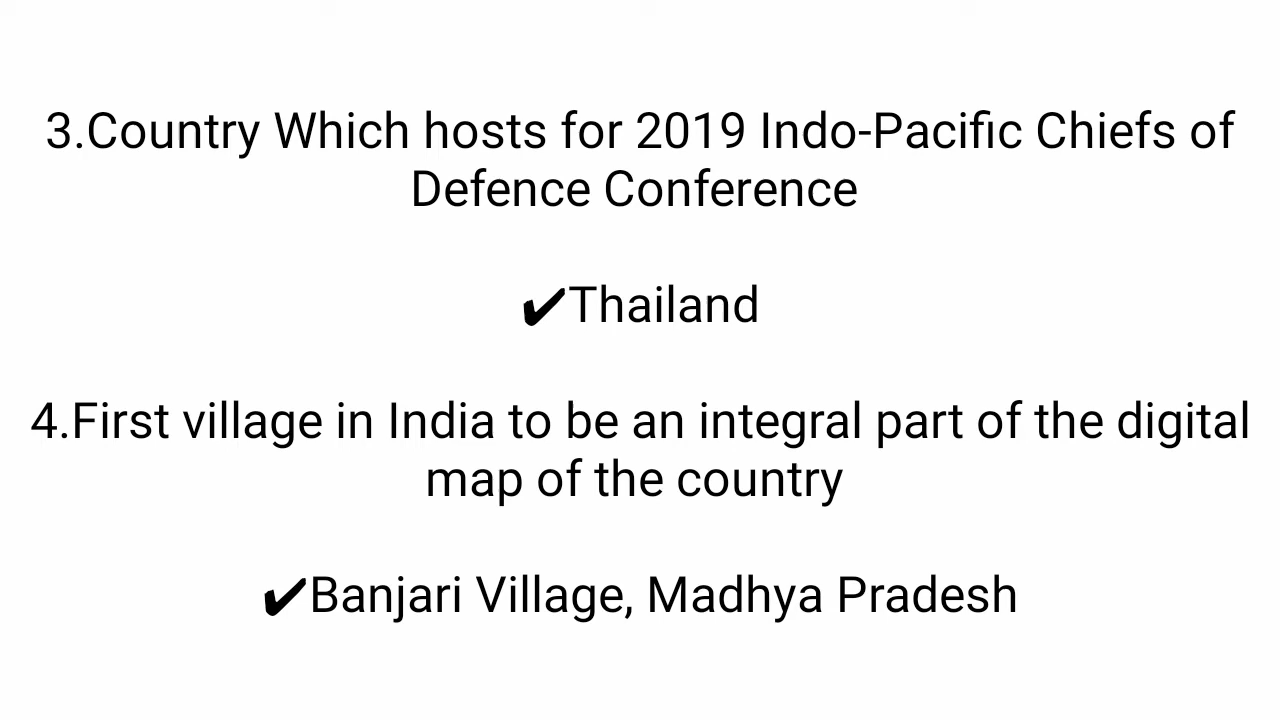 3.Country Which hosts for 2019 Indo-Pacific Chiefs of
Defence Conference
✔Thailand
4.First village in India to be an integral part of the digital
map of the country
✔Banjari Village, Madhya Pradesh